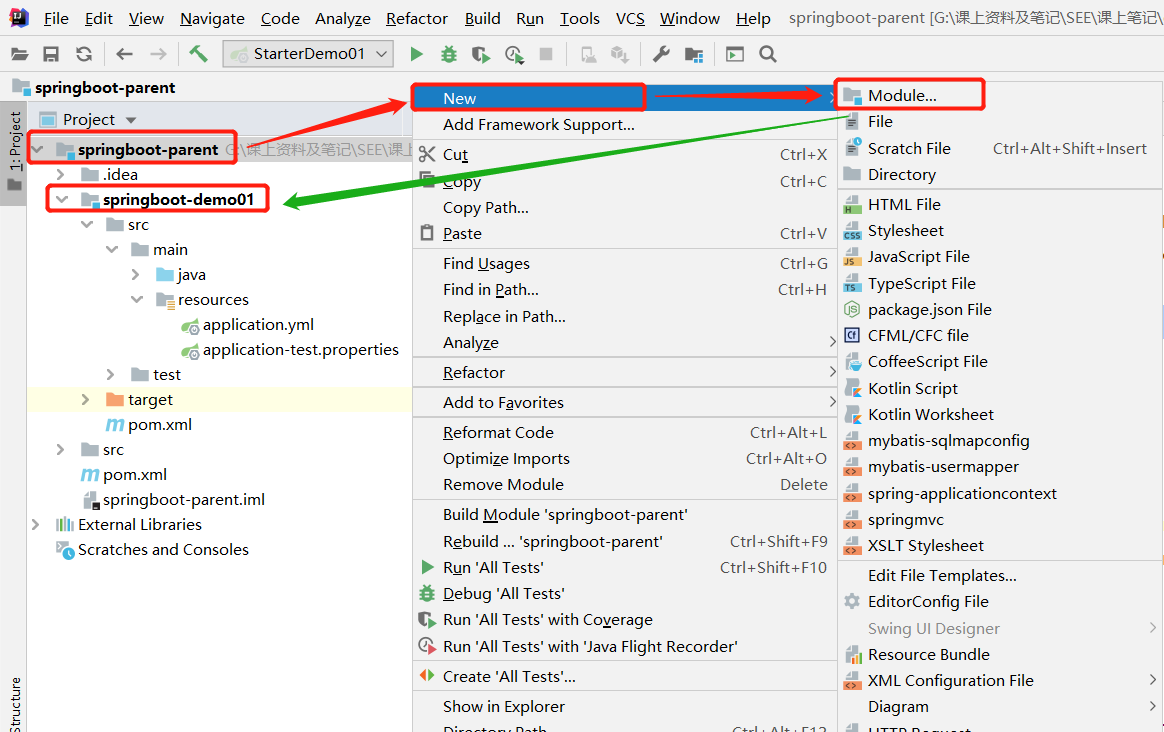 File Edit View Navigate Code Analyze Refactor Build Run Tools VCS Window Help springboot-parent [G:\课上资料及笔记\SEE\课上笔记\
StarterDemo01
springboot-parent
1: Project
Project
springboot-parent G:\课上资料及笔记\SEE\课上
.idea
springboot-demo01
src
main
java
resources
application.yml
application-test.properties
test
target
pom.xml
src
pom.xml
springboot-parent.iml
External Libraries
Scratches and Consoles
Structure
New
Add Framework Support...
Cut Ctrl+X
Copy Ctrl+C
Copy Path...
Paste Ctrl+V
Find Usages Ctrl+G
Find in Path... Ctrl+H
Replace in Path...
Analyze
Refactor
Add to Favorites
Reformat Code Ctrl+Alt+L
Optimize Imports Ctrl+Alt+O
Remove Module Delete
Build Module 'springboot-parent'
Rebuild ... 'springboot-parent' Ctrl+Shift+F9
Run 'All Tests' Ctrl+Shift+F10
Debug 'All Tests'
Run 'All Tests' with Coverage
Run 'All Tests' with 'Java Flight Recorder'
Create 'All Tests'...
Show in Explorer
Directory Path Ctrl+Alt+F12
Module...
File
Scratch File Ctrl+Alt+Shift+Insert
Directory
HTML File
Stylesheet
JavaScript File
TypeScript File
package.json File
CFML/CFC file
CoffeeScript File
Kotlin Script
Kotlin Worksheet
mybatis-sqlmapconfig
mybatis-usermapper
spring-applicationcontext
springmvc
XSLT Stylesheet
Edit File Templates...
EditorConfig File
Swing UI Designer
Resource Bundle
XML Configuration File
Diagram
HTTP Request